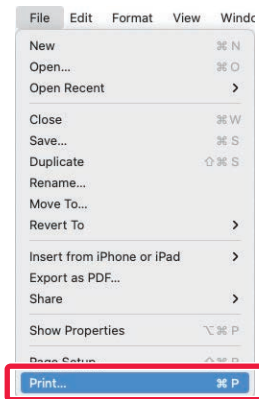 File Edit Format View Windo
New ⌘ N
Open... ⌘ O
Open Recent >
Close ⌘ W
Save... ⌘ S
Duplicate ⇧ ⌘ S
Rename...
Move To...
Revert To >
Insert from iPhone or iPad >
Export as PDF...
Share >
Show Properties ⌥ ⌘ P
Page Setup ⇧ ⌘ P
Print... ⌘ P